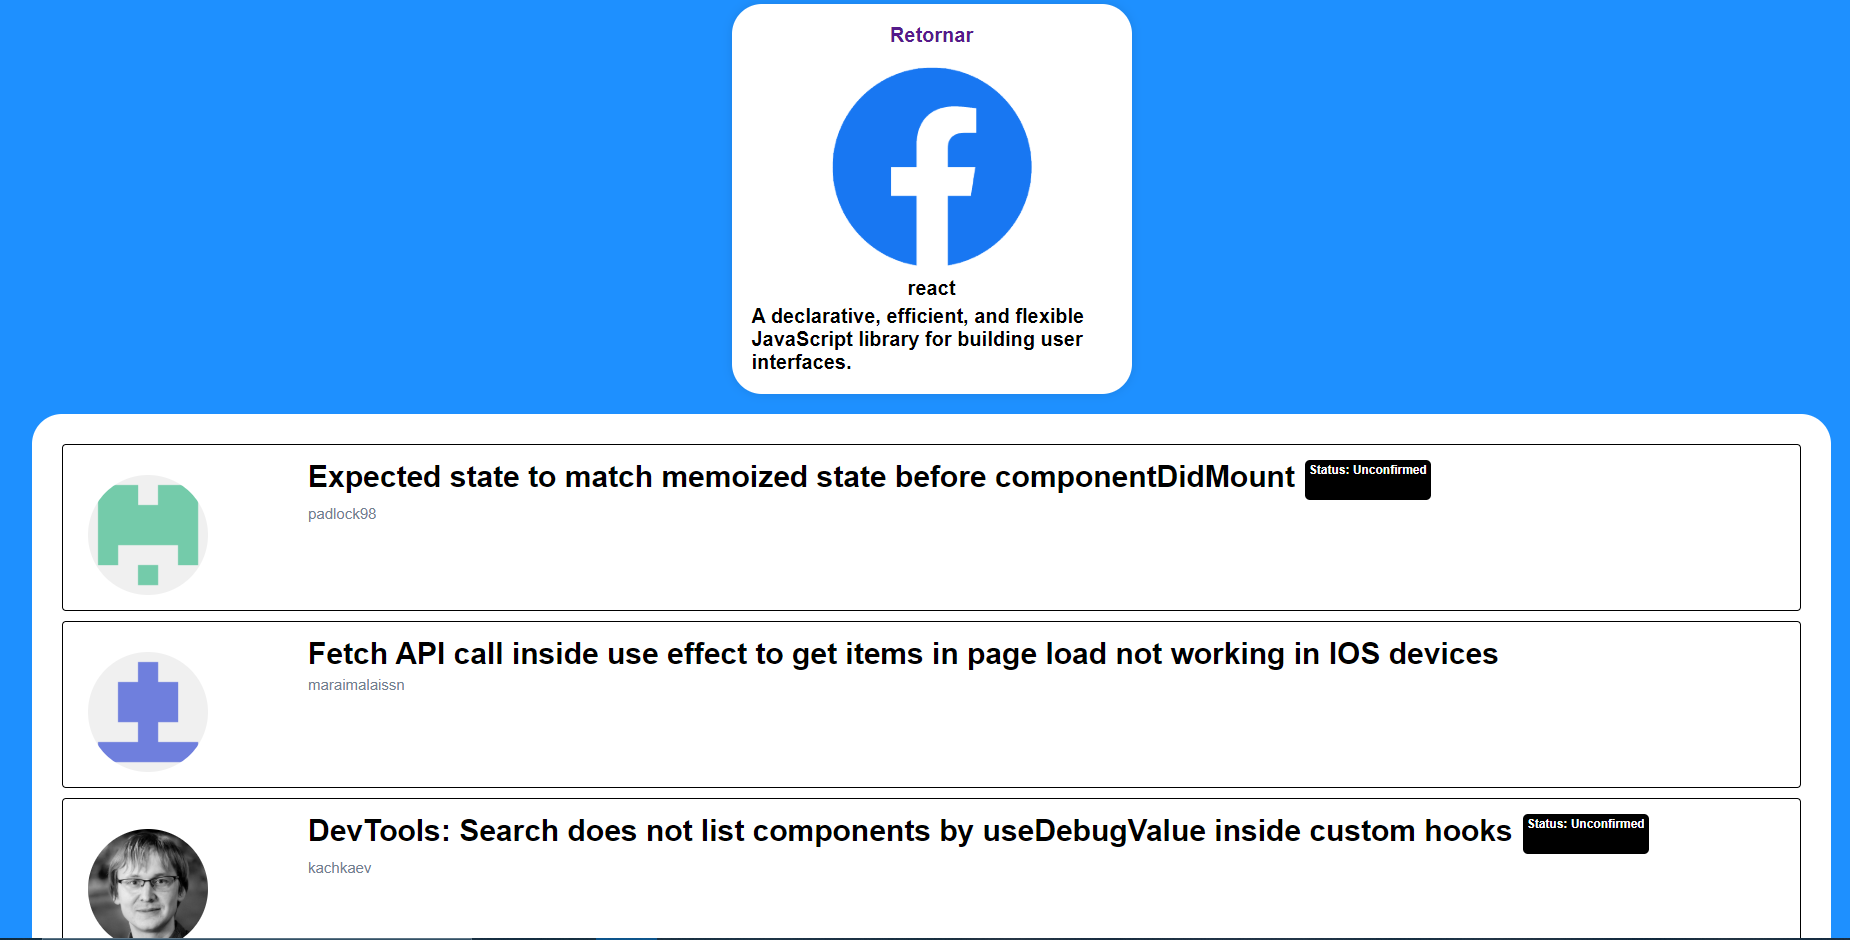 Retornar
react
A declarative, efficient, and flexible
JavaScript library for building user
interfaces.
Expected state to match memoized state before componentDidMount Status: Unconfirmed
padlock98
Fetch API call inside use effect to get items in page load not working in IOS devices
maraimalaissn
DevTools: Search does not list components by useDebugValue inside custom hooks Status: Unconfirmed
kachkaev